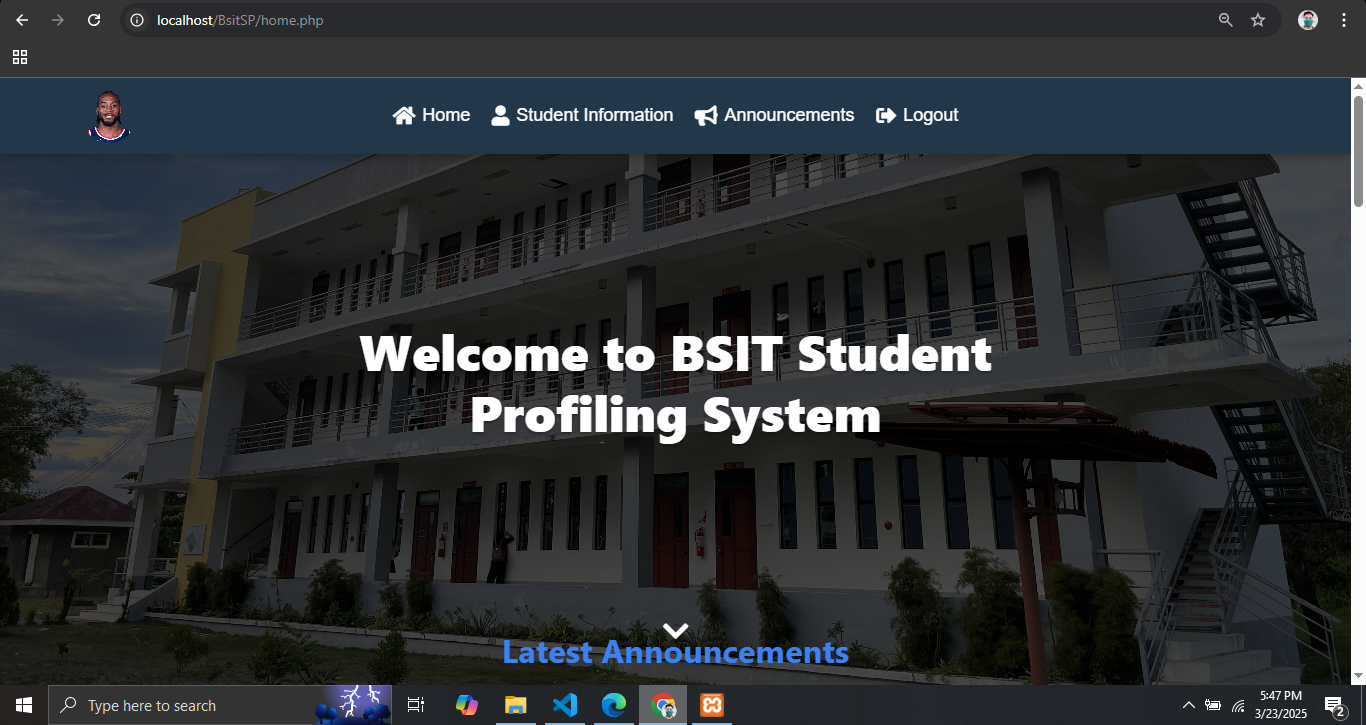 localhost/BsitSP/home.php
Home Student Information Announcements Logout
Welcome to BSIT Student
Profiling System
Latest Announcements
Type here to search
5:47 PM
3/23/2025
2